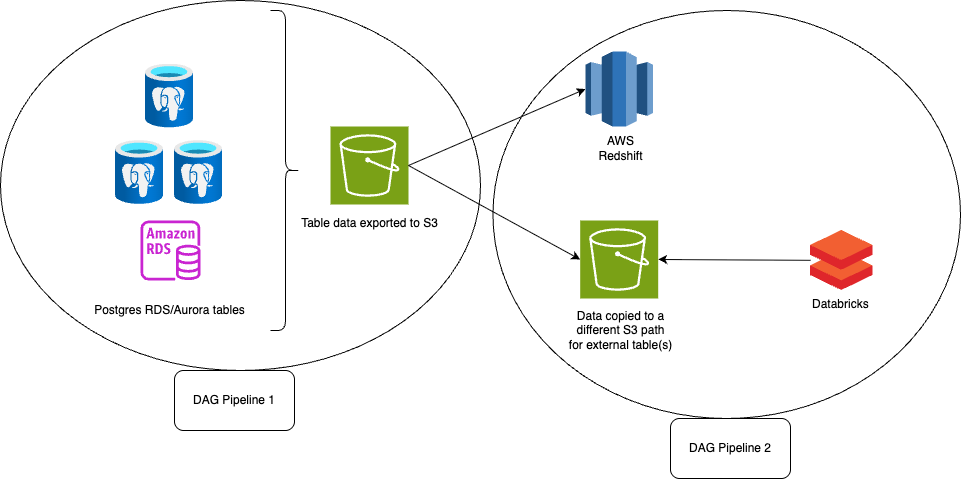 Amazon
RDS
Postgres RDS/Aurora tables
Table data exported to S3
DAG Pipeline 1
AWS
Redshift
Data copied to a
different S3 path
for external table(s)
Databricks
DAG Pipeline 2